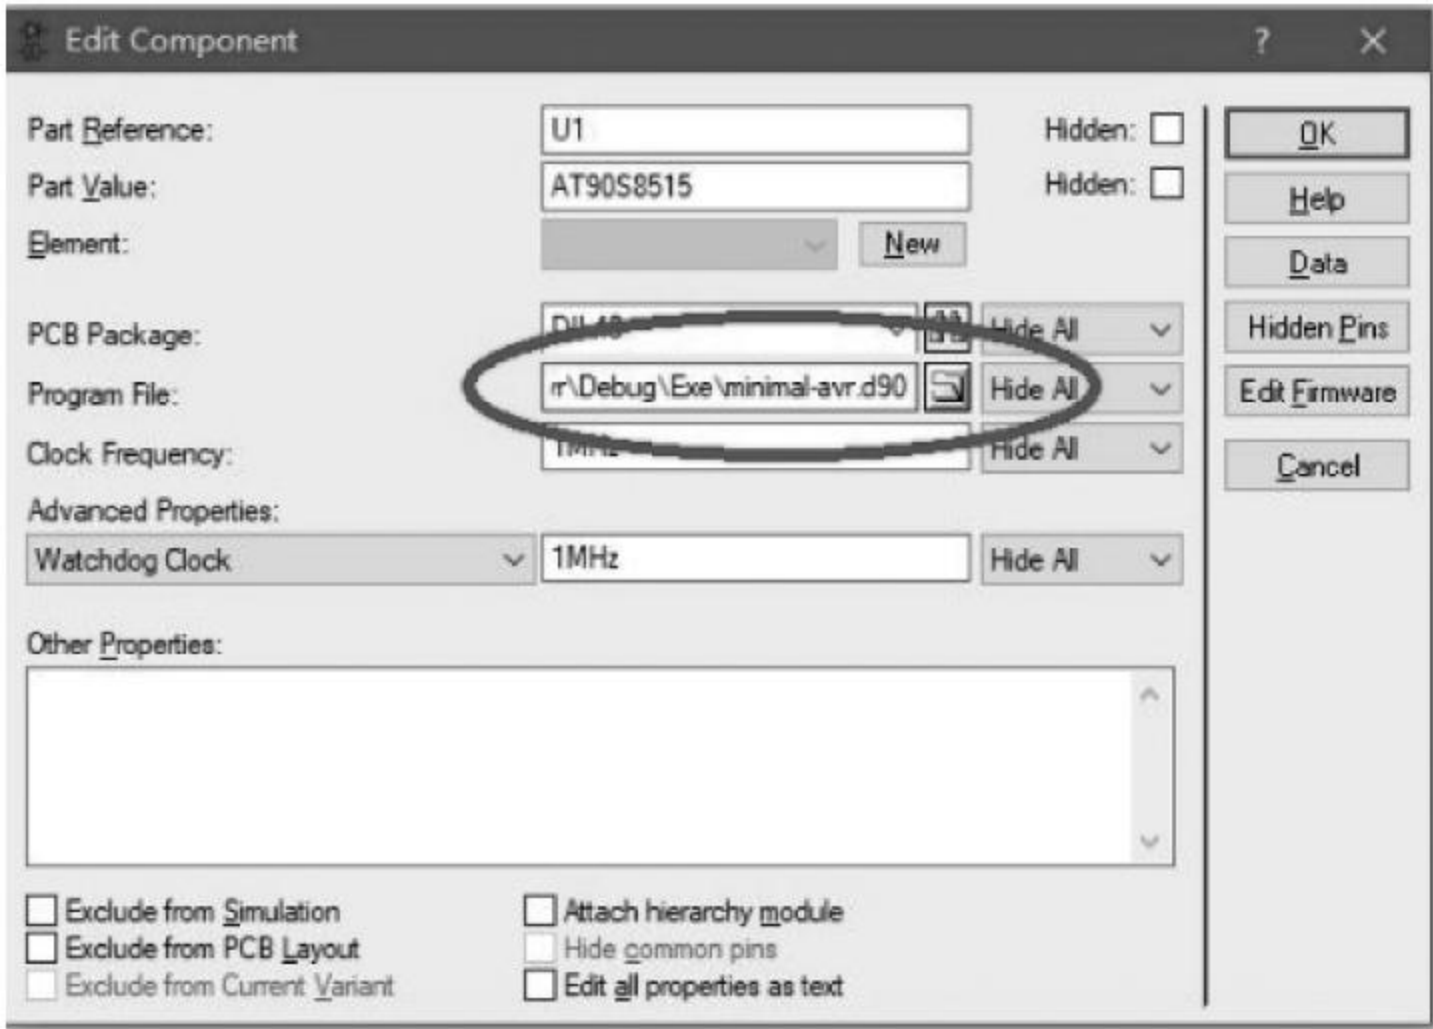 Edit Component ? ×
Part Reference: U1 Hidden:
Part Value: AT90S8515 Hidden:
Element: New
PCB Package: Hide All
Program File: r\Debug\Exe\minimal-avr.d90 Hide All
Clock Frequency: 1MHz Hide All
Advanced Properties:
Watchdog Clock 1MHz Hide All
Other Properties:
Exclude from Simulation Attach hierarchy module
Exclude from PCB Layout Hide common pins
Exclude from Current Variant Edit all properties as text
OK
Help
Data
Hidden Pins
Edit Firmware
Cancel